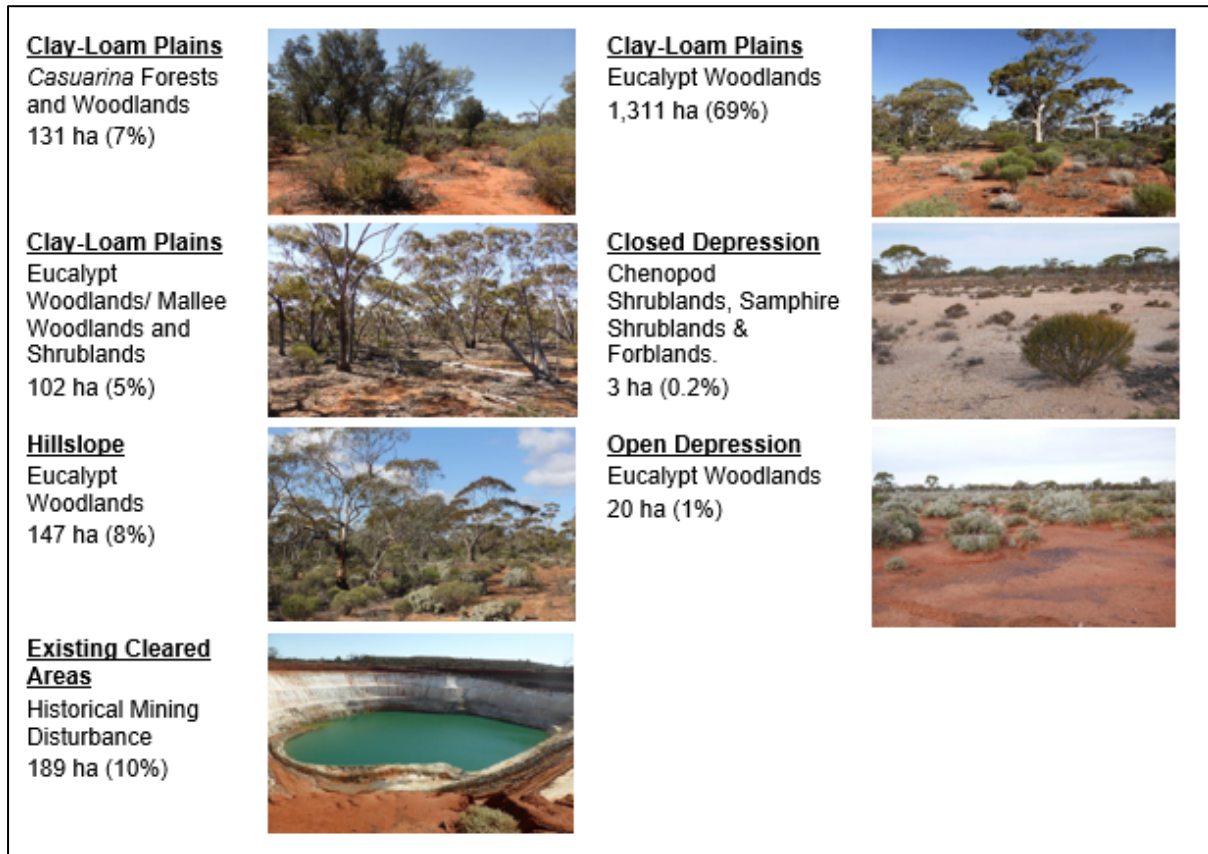 Clay-Loam Plains
Casuarina Forests
and Woodlands
131 ha (7%)
Clay-Loam Plains
Eucalypt Woodlands
1,311 ha (69%)
Clay-Loam Plains
Eucalypt
Woodlands/ Mallee
Woodlands and
Shrublands
102 ha (5%)
Closed Depression
Chenopod
Shrublands, Samphire
Shrublands &
Forblands.
3 ha (0.2%)
Hillslope
Eucalypt
Woodlands
147 ha (8%)
Open Depression
Eucalypt Woodlands
20 ha (1%)
Existing Cleared
Areas
Historical Mining
Disturbance
189 ha (10%)